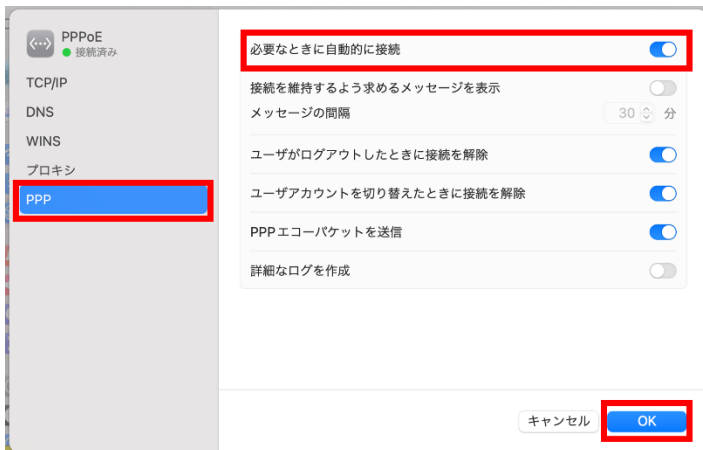 PPPoE
接続済み
TCP/IP
DNS
WINS
プロキシ
PPP
必要なときに自動的に接続
接続を維持するよう求めるメッセージを表示
メッセージの間隔 30 分
ユーザがログアウトしたときに接続を解除
ユーザアカウントを切り替えたときに接続を解除
PPPエコーパケットを送信
詳細なログを作成
キャンセル OK